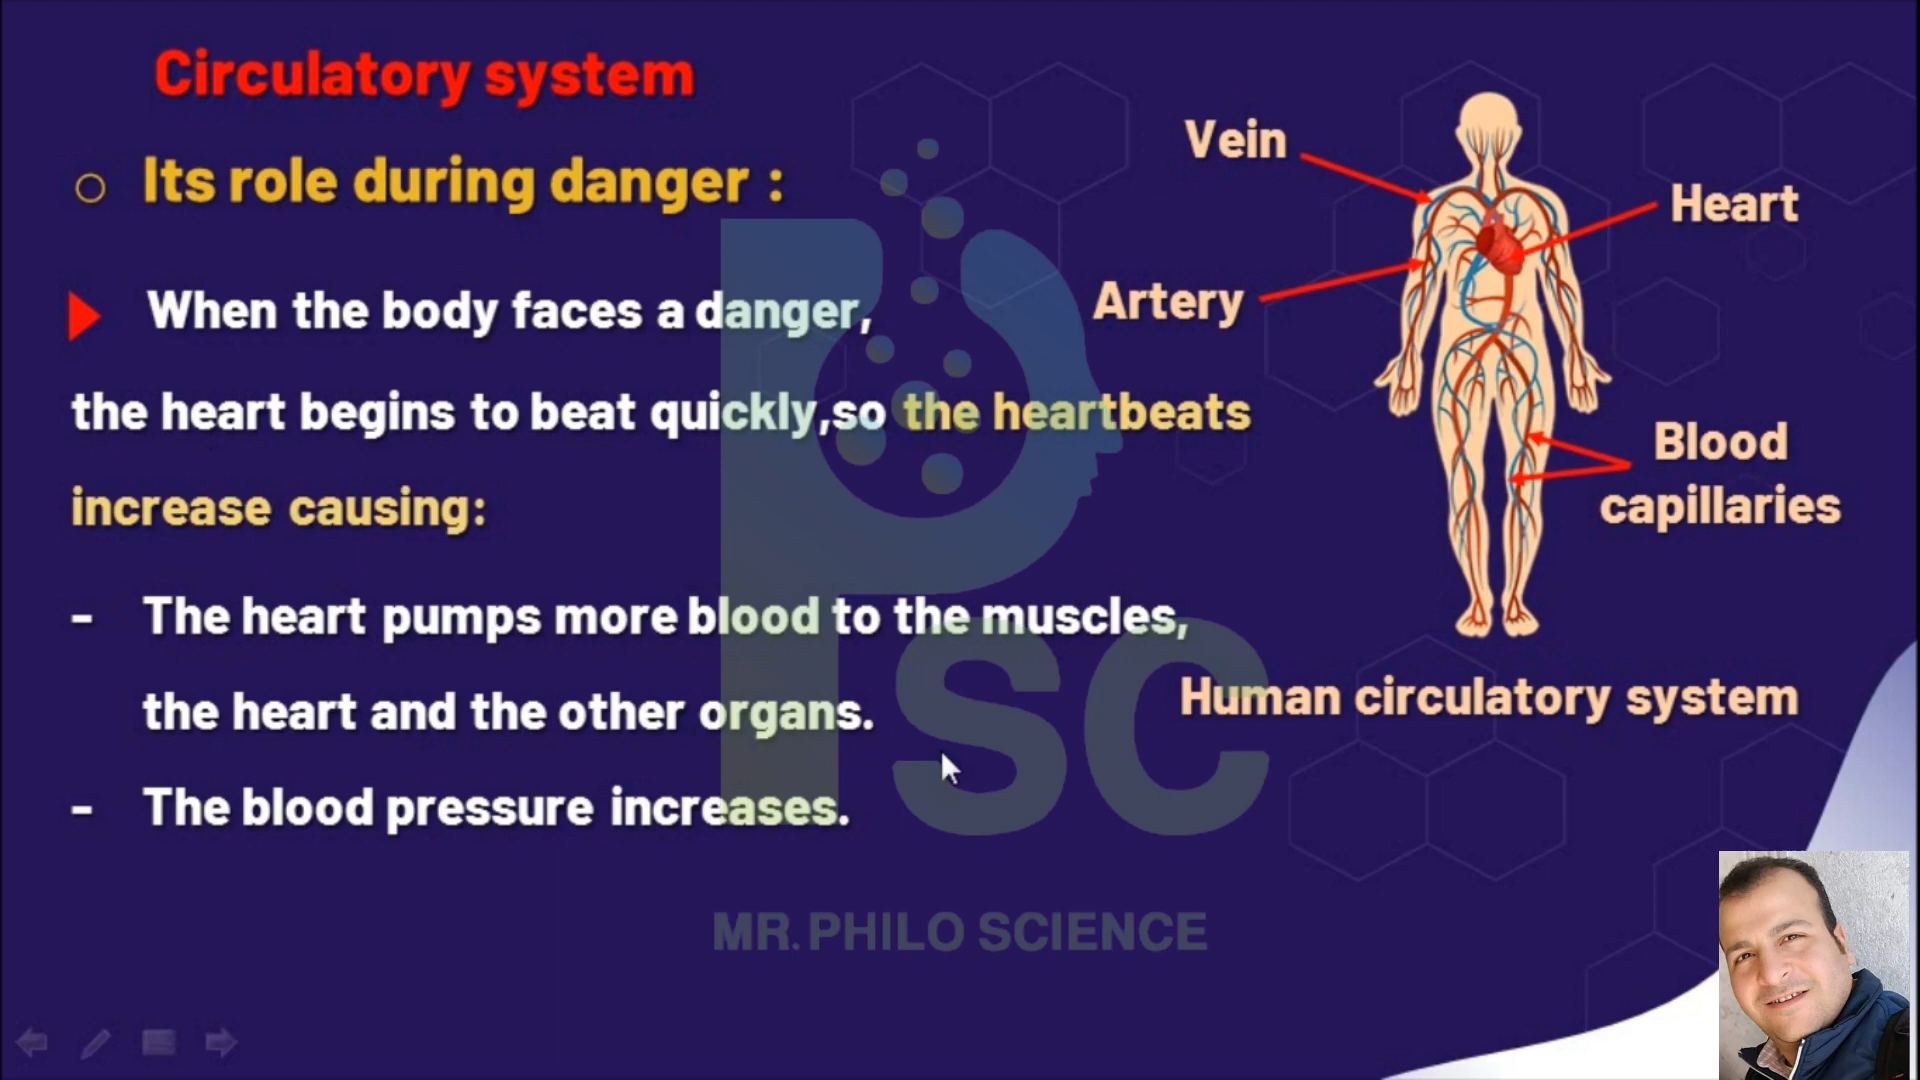 Circulatory system
Its role during danger :
When the body faces a danger,
the heart begins to beat quickly,so the heartbeats
increase causing:
- The heart pumps more blood to the muscles,
the heart and the other organs.
- The blood pressure increases.
Vein
Heart
Artery
Blood
capillaries
Human circulatory system
Psc
MR. PHILO SCIENCE